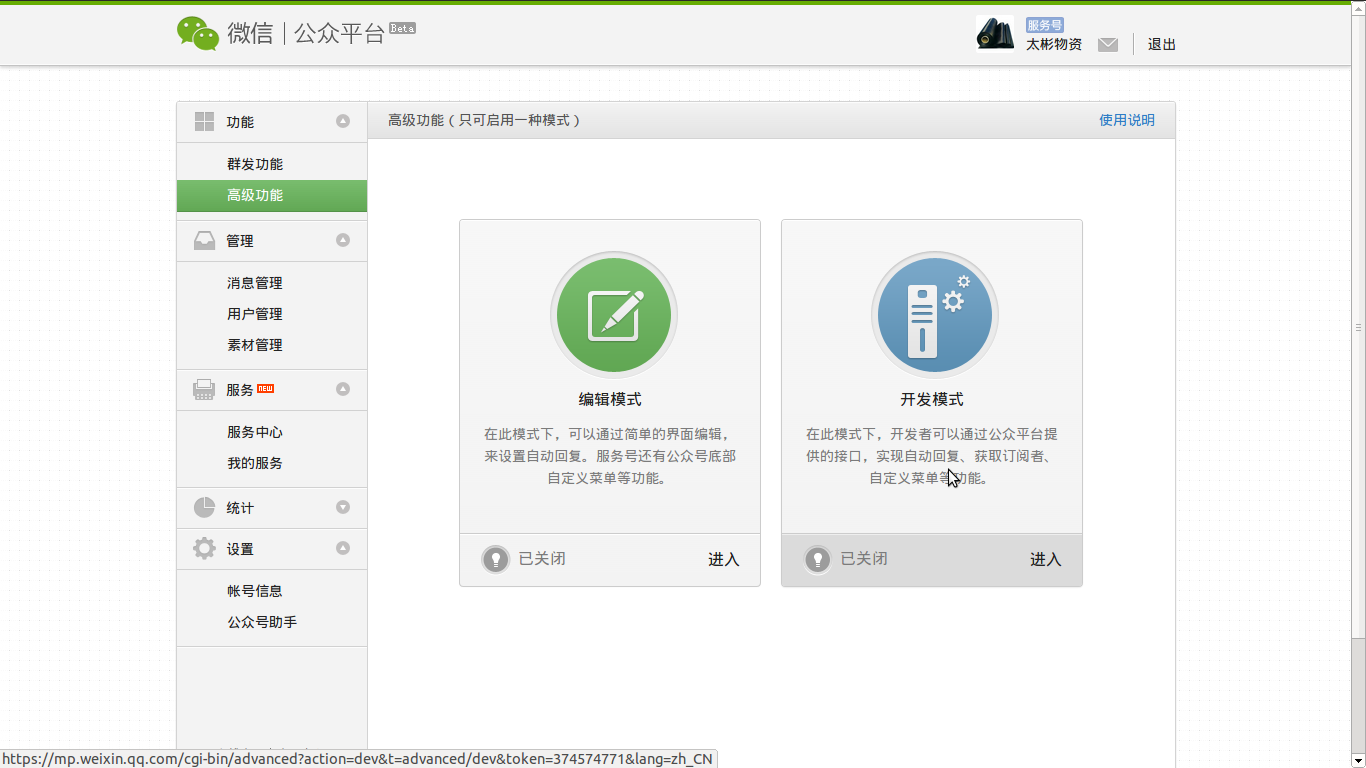 微信 | 公众平台 Beta
服务号
太彬物资
退出
功能
群发功能
高级功能
管理
消息管理
用户管理
素材管理
服务 NEW
服务中心
我的服务
统计
设置
帐号信息
公众号助手
高级功能（只可启用一种模式）
使用说明
编辑模式
在此模式下，可以通过简单的界面编辑，
来设置自动回复。服务号还有公众号底部
自定义菜单等功能。
已关闭
进入
开发模式
在此模式下，开发者可以通过公众平台提
供的接口，实现自动回复、获取订阅者、
自定义菜单等功能。
已关闭
进入
https://mp.weixin.qq.com/cgi-bin/advanced?action=dev&t=advanced/dev&token=374574771&lang=zh_CN